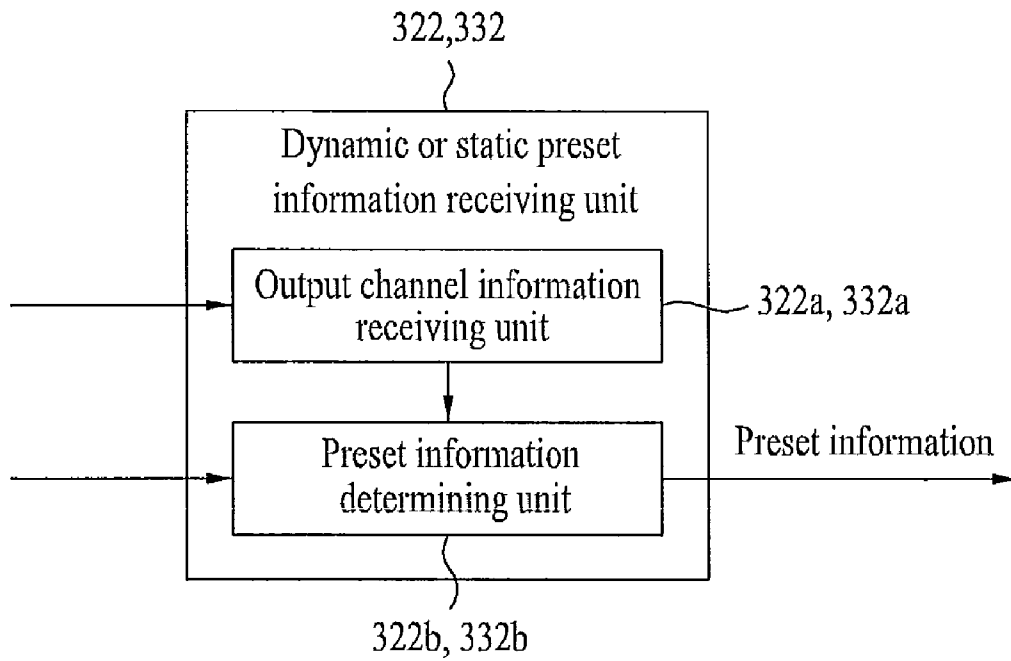 322,332
Dynamic or static preset
information receiving unit
Output channel information
receiving unit
322a, 332a
Preset information
determining unit
Preset information
322b, 332b